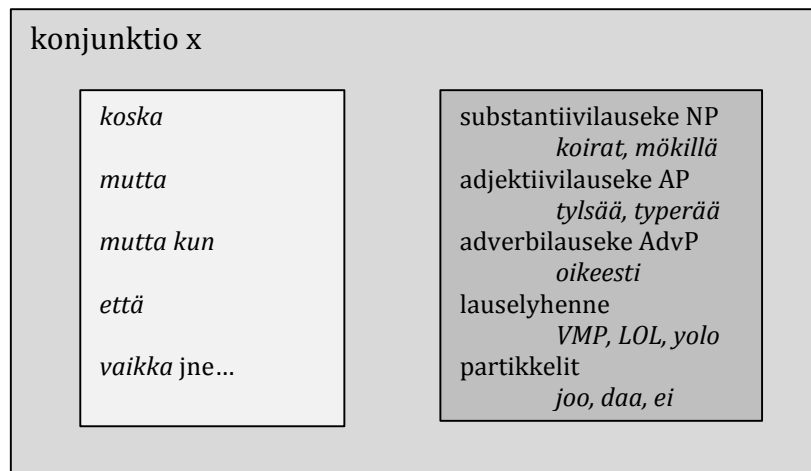 konjunktio x
koska
mutta
mutta kun
että
vaikka jne…
substantiivilauseke NP
koirat, mökillä
adjektiivilauseke AP
tylsää, typerää
adverbilauseke AdvP
oikeesti
lauselyhenne
VMP, LOL, yolo
partikkelit
joo, daa, ei